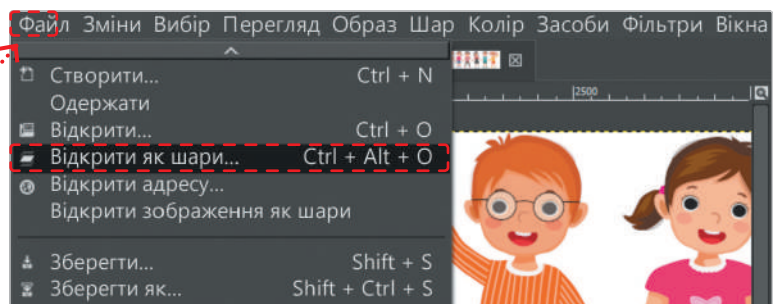 Файл Зміни Вибір Перегляд Образ Шар Колір Засоби Фільтри Вікна
Створити... Ctrl + N
Одержати
Відкрити... Ctrl + O
2500
Відкрити як шари... Ctrl + Alt + O
Відкрити адресу...
Відкрити зображення як шари
Зберегти... Shift + S
Зберегти як... Shift + Ctrl + S